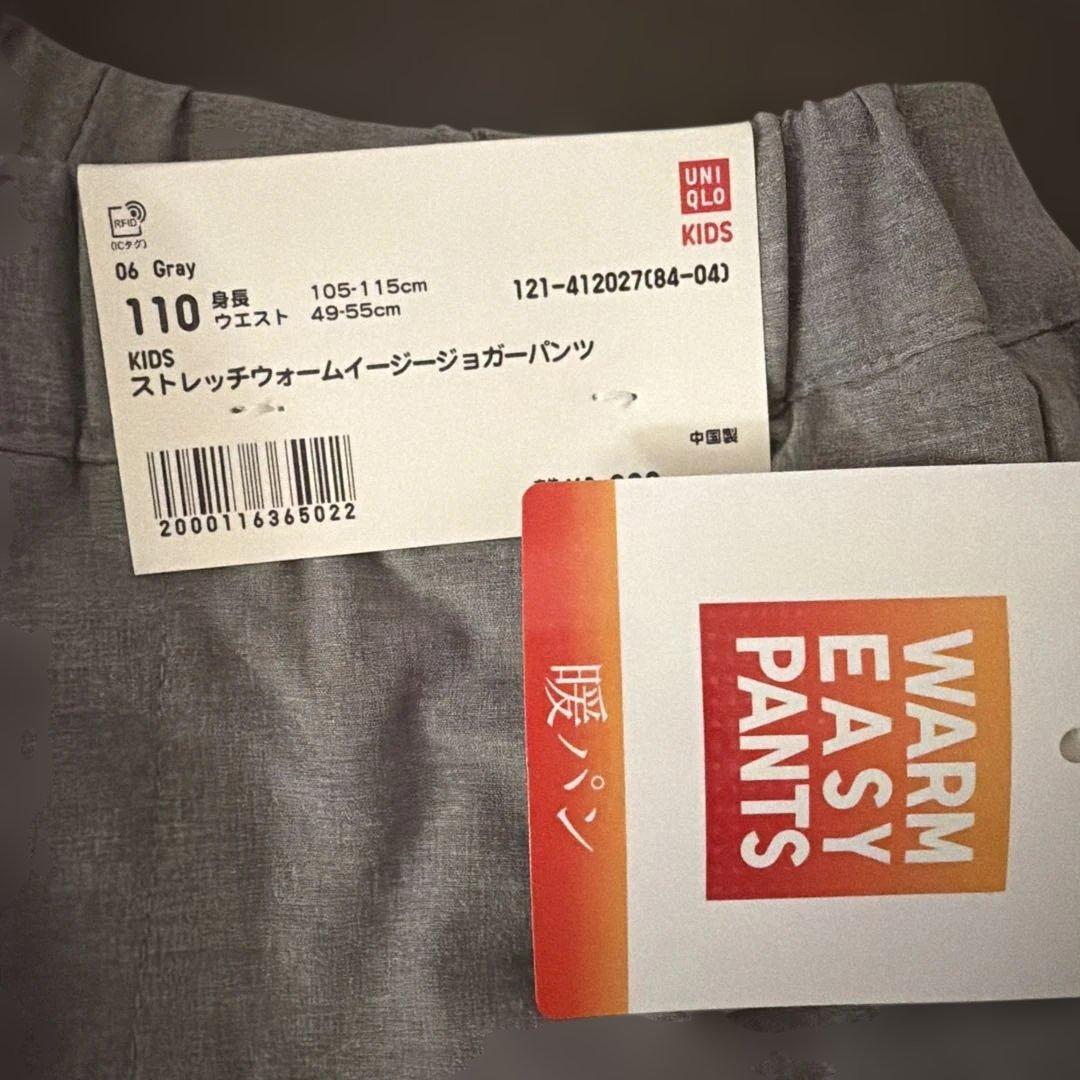 UNI
QLO
KIDS
RFID
(ICタグ)
06 Gray
121-412027(84-04)
110 身長 105-115cm
ウエスト 49-55cm
KIDS
ストレッチウォームイージージョガーパンツ
中国製
2000116365022
暖パン
WARM
EASY
PANTS